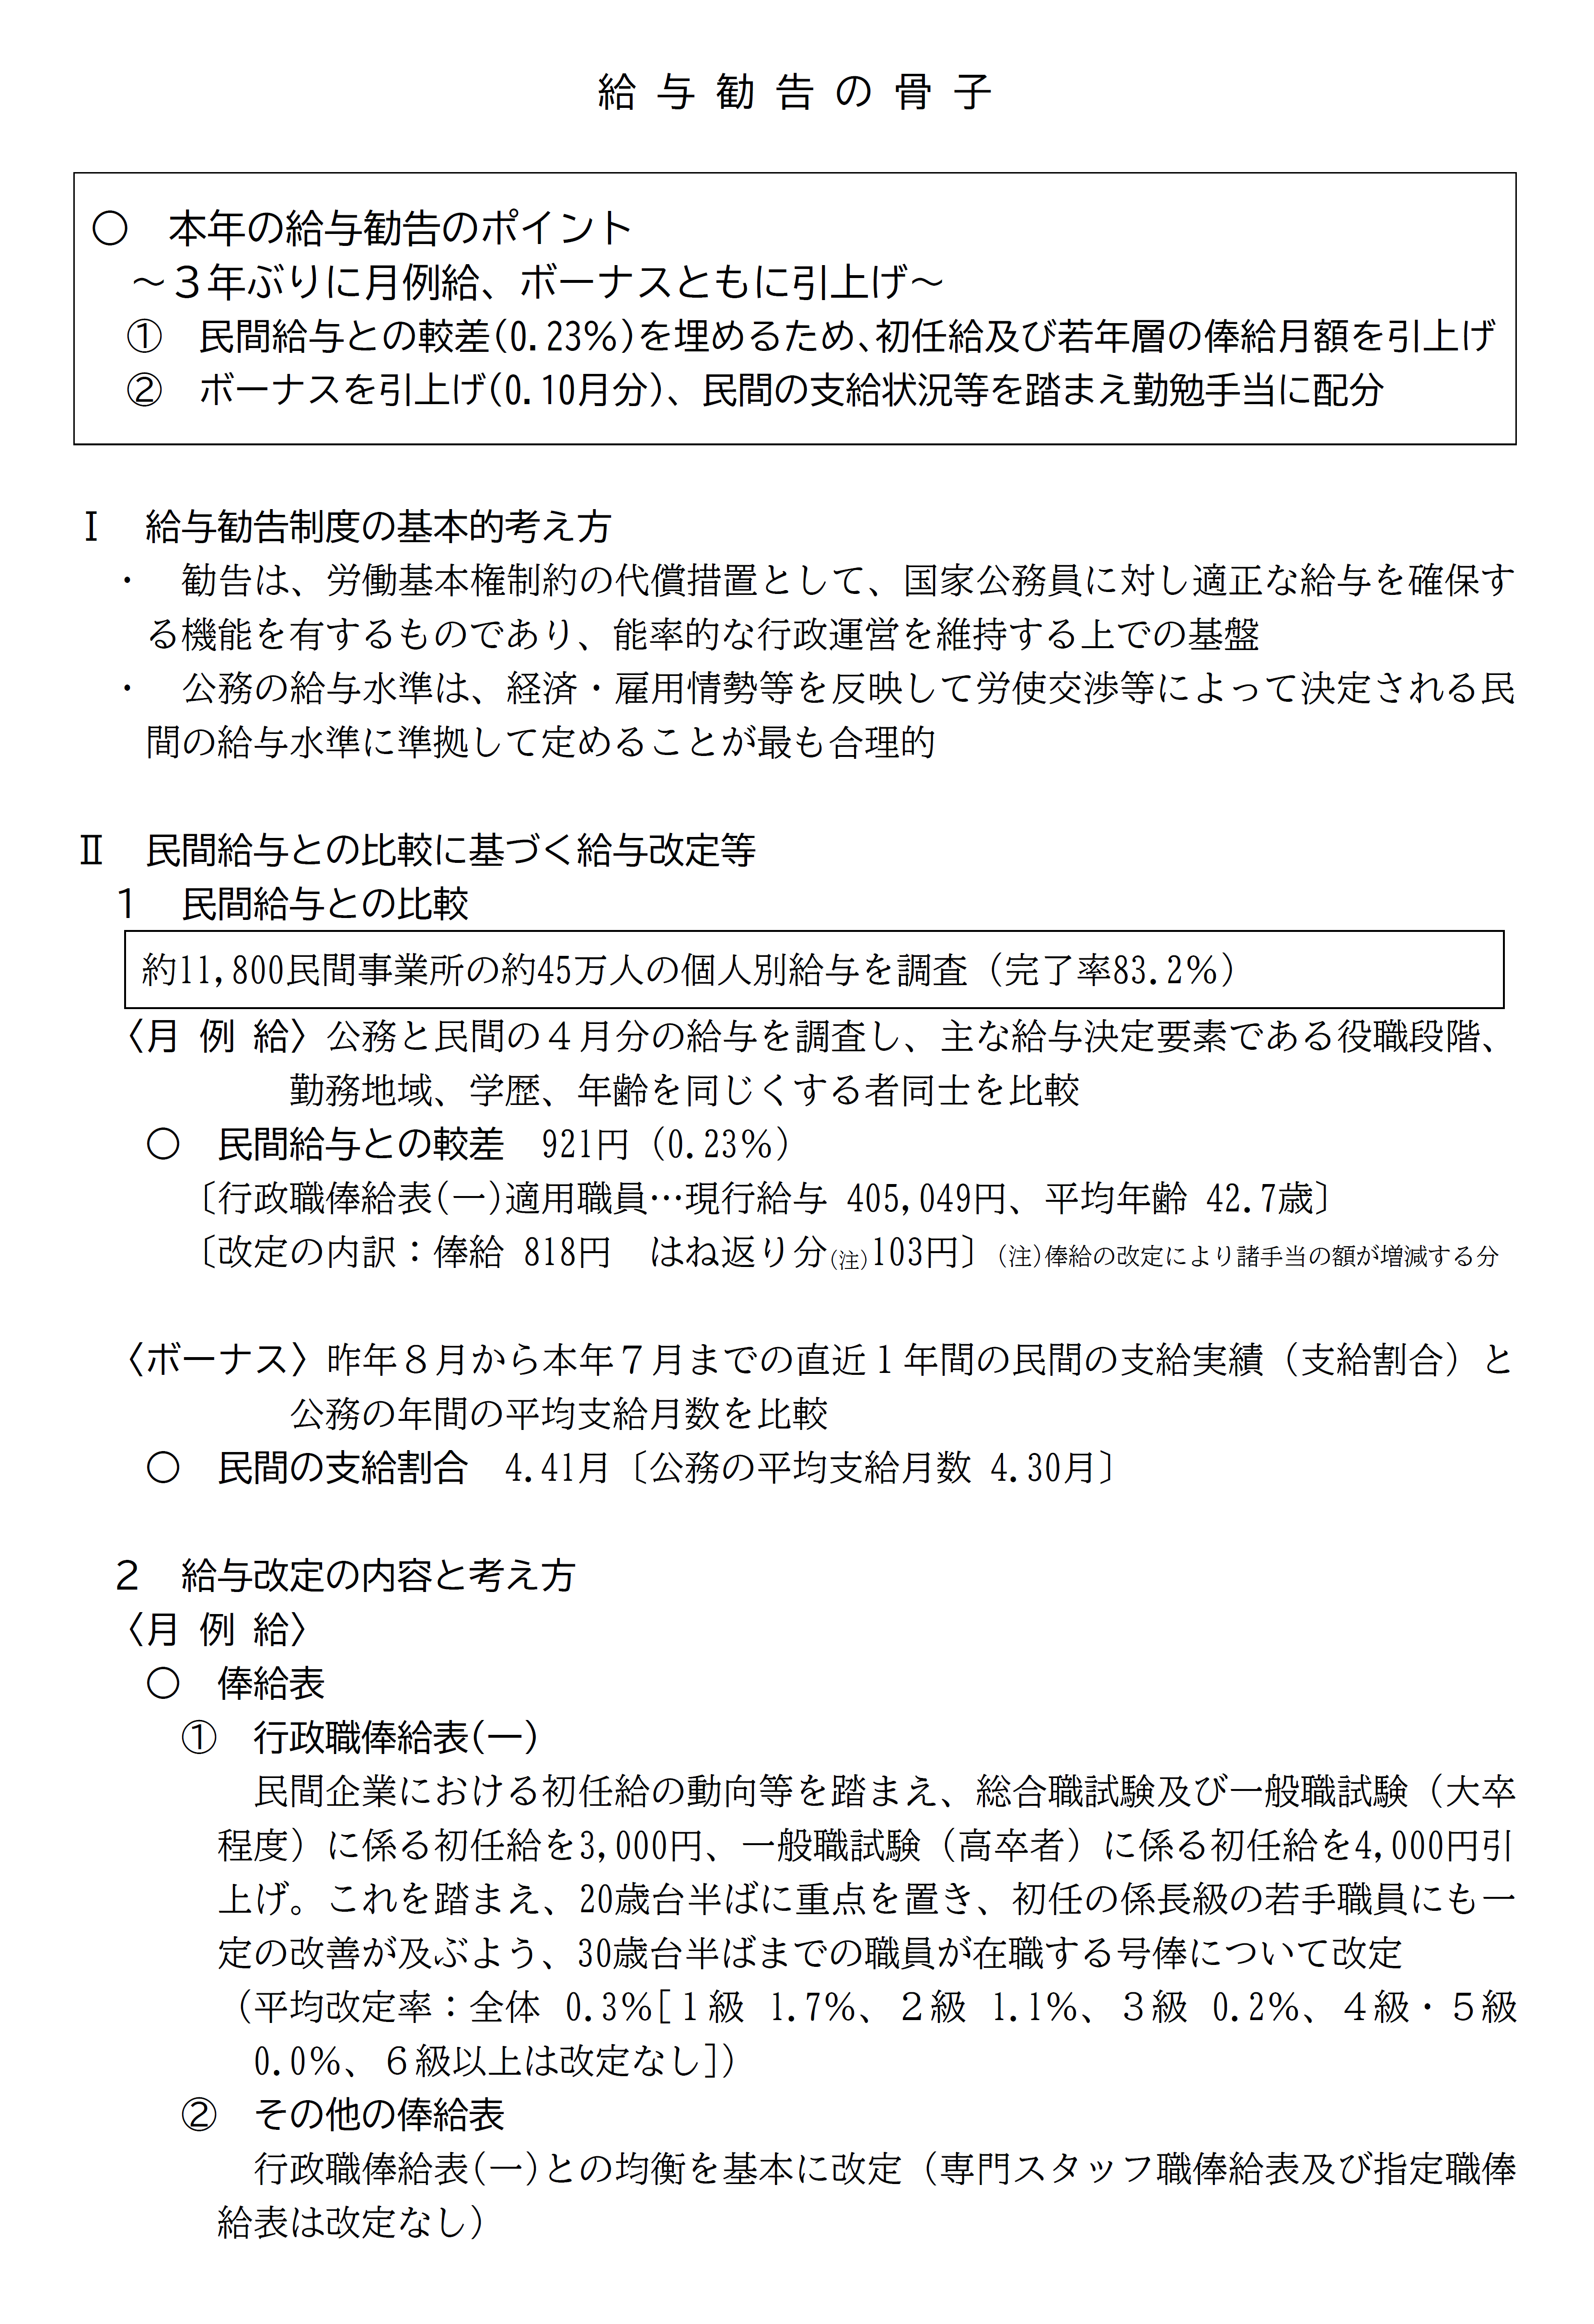 給与勧告の骨子
○　本年の給与勧告のポイント
～３年ぶりに月例給、ボーナスともに引上げ～
①　民間給与との較差(0.23%)を埋めるため、初任給及び若年層の俸給月額を引上げ
②　ボーナスを引上げ(0.10月分)、民間の支給状況等を踏まえ勤勉手当に配分
Ⅰ　給与勧告制度の基本的考え方
・　勧告は、労働基本権制約の代償措置として、国家公務員に対し適正な給与を確保す
る機能を有するものであり、能率的な行政運営を維持する上での基盤
・　公務の給与水準は、経済・雇用情勢等を反映して労使交渉等によって決定される民
間の給与水準に準拠して定めることが最も合理的
Ⅱ　民間給与との比較に基づく給与改定等
１　民間給与との比較
約11,800民間事業所の約45万人の個人別給与を調査（完了率83.2%）
〈月 例 給〉公務と民間の４月分の給与を調査し、主な給与決定要素である役職段階、
勤務地域、学歴、年齢を同じくする者同士を比較
○　民間給与との較差　921円（0.23%）
〔行政職俸給表(一)適用職員…現行給与 405,049円、平均年齢 42.7歳〕
〔改定の内訳：俸給 818円　はね返り分(注)103円〕（注)俸給の改定により諸手当の額が増減する分
〈ボーナス〉昨年８月から本年７月までの直近１年間の民間の支給実績（支給割合）と
公務の年間の平均支給月数を比較
○　民間の支給割合　4.41月〔公務の平均支給月数 4.30月〕
２　給与改定の内容と考え方
〈月 例 給〉
○　俸給表
①　行政職俸給表(一)
民間企業における初任給の動向等を踏まえ、総合職試験及び一般職試験（大卒
程度）に係る初任給を3,000円、一般職試験（高卒者）に係る初任給を4,000円引
上げ。これを踏まえ、20歳台半ばに重点を置き、初任の係長級の若手職員にも一
定の改善が及ぶよう、30歳台半ばまでの職員が在職する号俸について改定
（平均改定率：全体 0.3%[１級 1.7%、２級 1.1%、３級 0.2%、４級・５級
0.0%、６級以上は改定なし]）
②　その他の俸給表
行政職俸給表(一)との均衡を基本に改定（専門スタッフ職俸給表及び指定職俸
給表は改定なし）